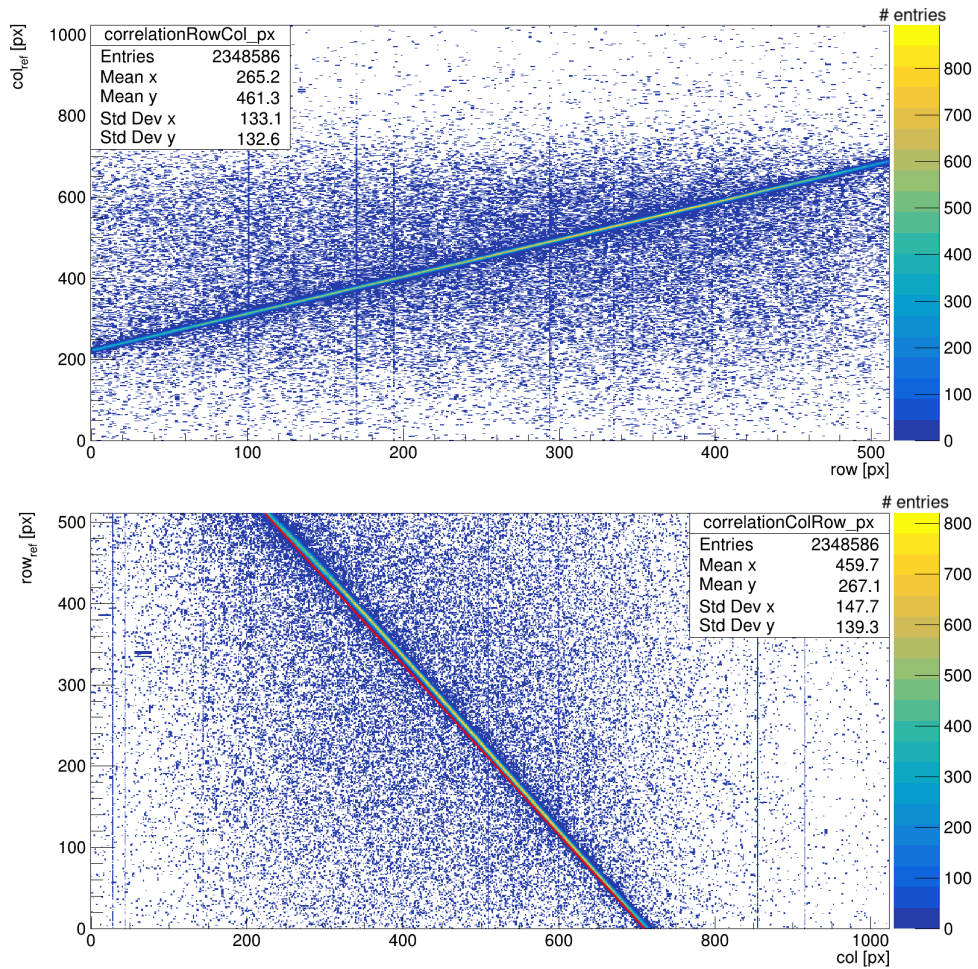 # entries
col_ref [px]
correlationRowCol_px
Entries 2348586
Mean x 265.2
Mean y 461.3
Std Dev x 133.1
Std Dev y 132.6
1000
800
600
400
200
0
0 100 200 300 400 500
row [px]
800
700
600
500
400
300
200
100
0
# entries
row_ref [px]
correlationColRow_px
Entries 2348586
Mean x 459.7
Mean y 267.1
Std Dev x 147.7
Std Dev y 139.3
500
400
300
200
100
0
0 200 400 600 800 1000
col [px]
800
700
600
500
400
300
200
100
0